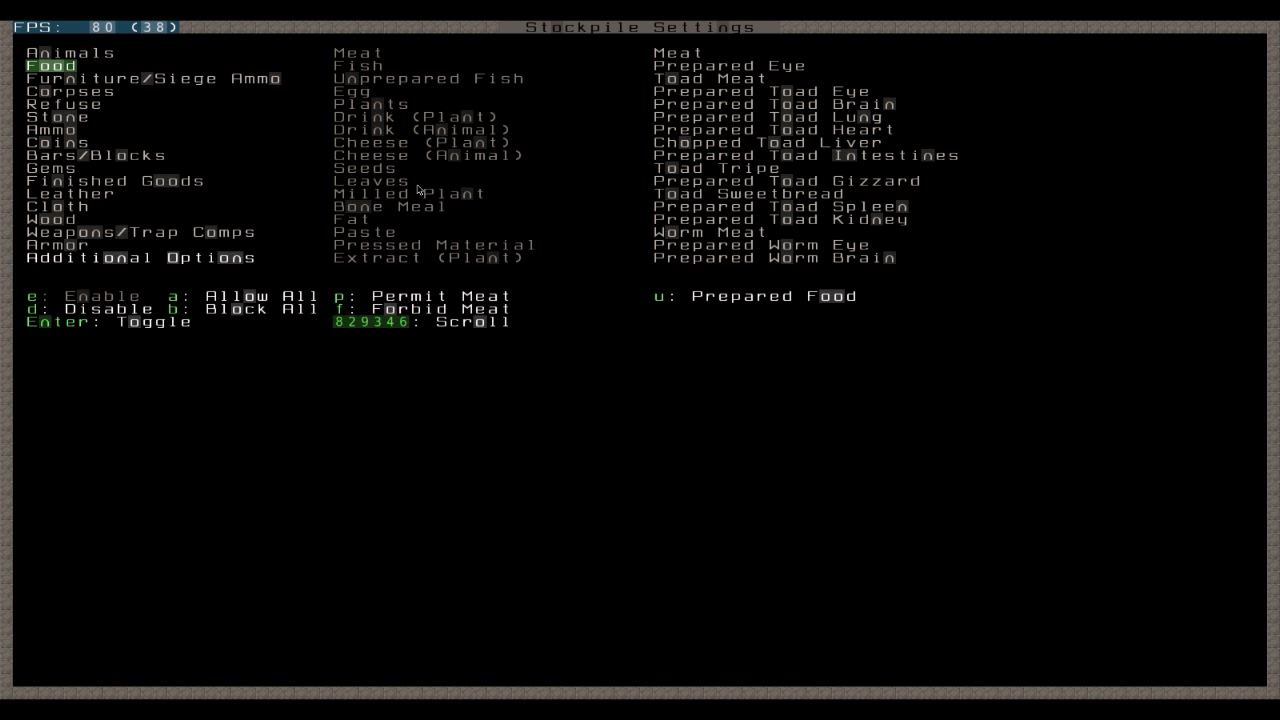 FPS: 80 (38)
Stockpile Settings
Animals
Food
Furniture/Siege Ammo
Corpses
Refuse
Stone
Ammo
Coins
Bars/Blocks
Gems
Finished Goods
Leather
Cloth
Wood
Weapons/Trap Comps
Armor
Additional Options
Meat
Fish
Unprepared Fish
Egg
Plants
Drink (Plant)
Drink (Animal)
Cheese (Plant)
Cheese (Animal)
Seeds
Leaves
Milled Plant
Bone Meal
Fat
Paste
Pressed Material
Extract (Plant)
Meat
Prepared Eye
Toad Meat
Prepared Toad Eye
Prepared Toad Brain
Prepared Toad Lung
Prepared Toad Heart
Chopped Toad Liver
Prepared Toad Intestines
Toad Tripe
Prepared Toad Gizzard
Toad Sweetbread
Prepared Toad Spleen
Prepared Toad Kidney
Worm Meat
Prepared Worm Eye
Prepared Worm Brain
e: Enable a: Allow All p: Permit Meat u: Prepared Food
d: Disable b: Block All f: Forbid Meat
Enter: Toggle 829346: Scroll